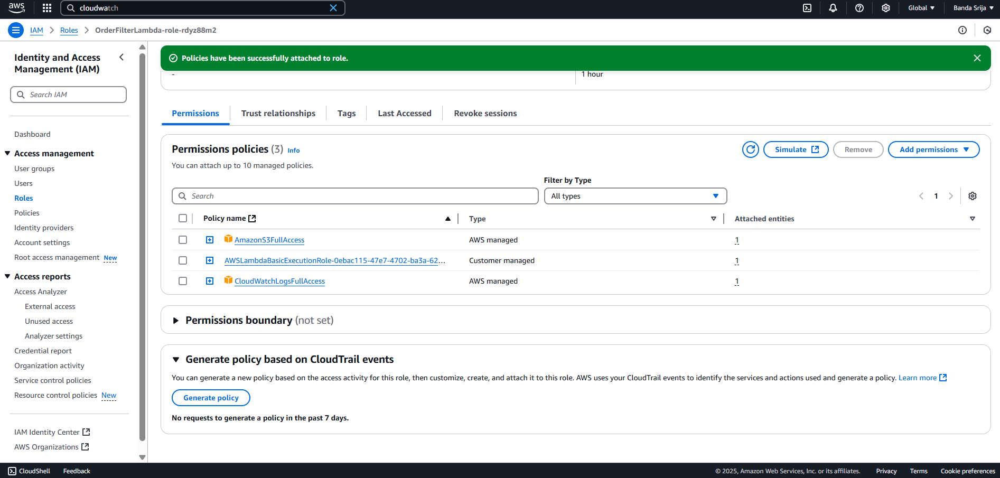 aws
cloudwatch
Global
Banda Srija
IAM
Roles
OrderFilterLambda-role-rdyz88m2
Identity and Access
Management (IAM)
Search IAM
Dashboard
Access management
User groups
Users
Roles
Policies
Identity providers
Account settings
Root access management New
Access reports
Access Analyzer
External access
Unused access
Analyzer settings
Credential report
Organization activity
Service control policies
Resource control policies New
IAM Identity Center
AWS Organizations
Policies have been successfully attached to role.
-
1 hour
Permissions
Trust relationships
Tags
Last Accessed
Revoke sessions
Permissions policies (3) Info
You can attach up to 10 managed policies.
Simulate
Remove
Add permissions
Filter by Type
Search
All types
1
Policy name
Type
Attached entities
AmazonS3FullAccess
AWS managed
1
AWSLambdaBasicExecutionRole-0ebac115-47e7-4702-ba3a-62...
Customer managed
1
CloudWatchLogsFullAccess
AWS managed
1
Permissions boundary (not set)
Generate policy based on CloudTrail events
You can generate a new policy based on the access activity for this role, then customize, create, and attach it to this role. AWS uses your CloudTrail events to identify the services and actions used and generate a policy. Learn more
Generate policy
No requests to generate a policy in the past 7 days.
CloudShell
Feedback
© 2025, Amazon Web Services, Inc. or its affiliates.
Privacy
Terms
Cookie preferences